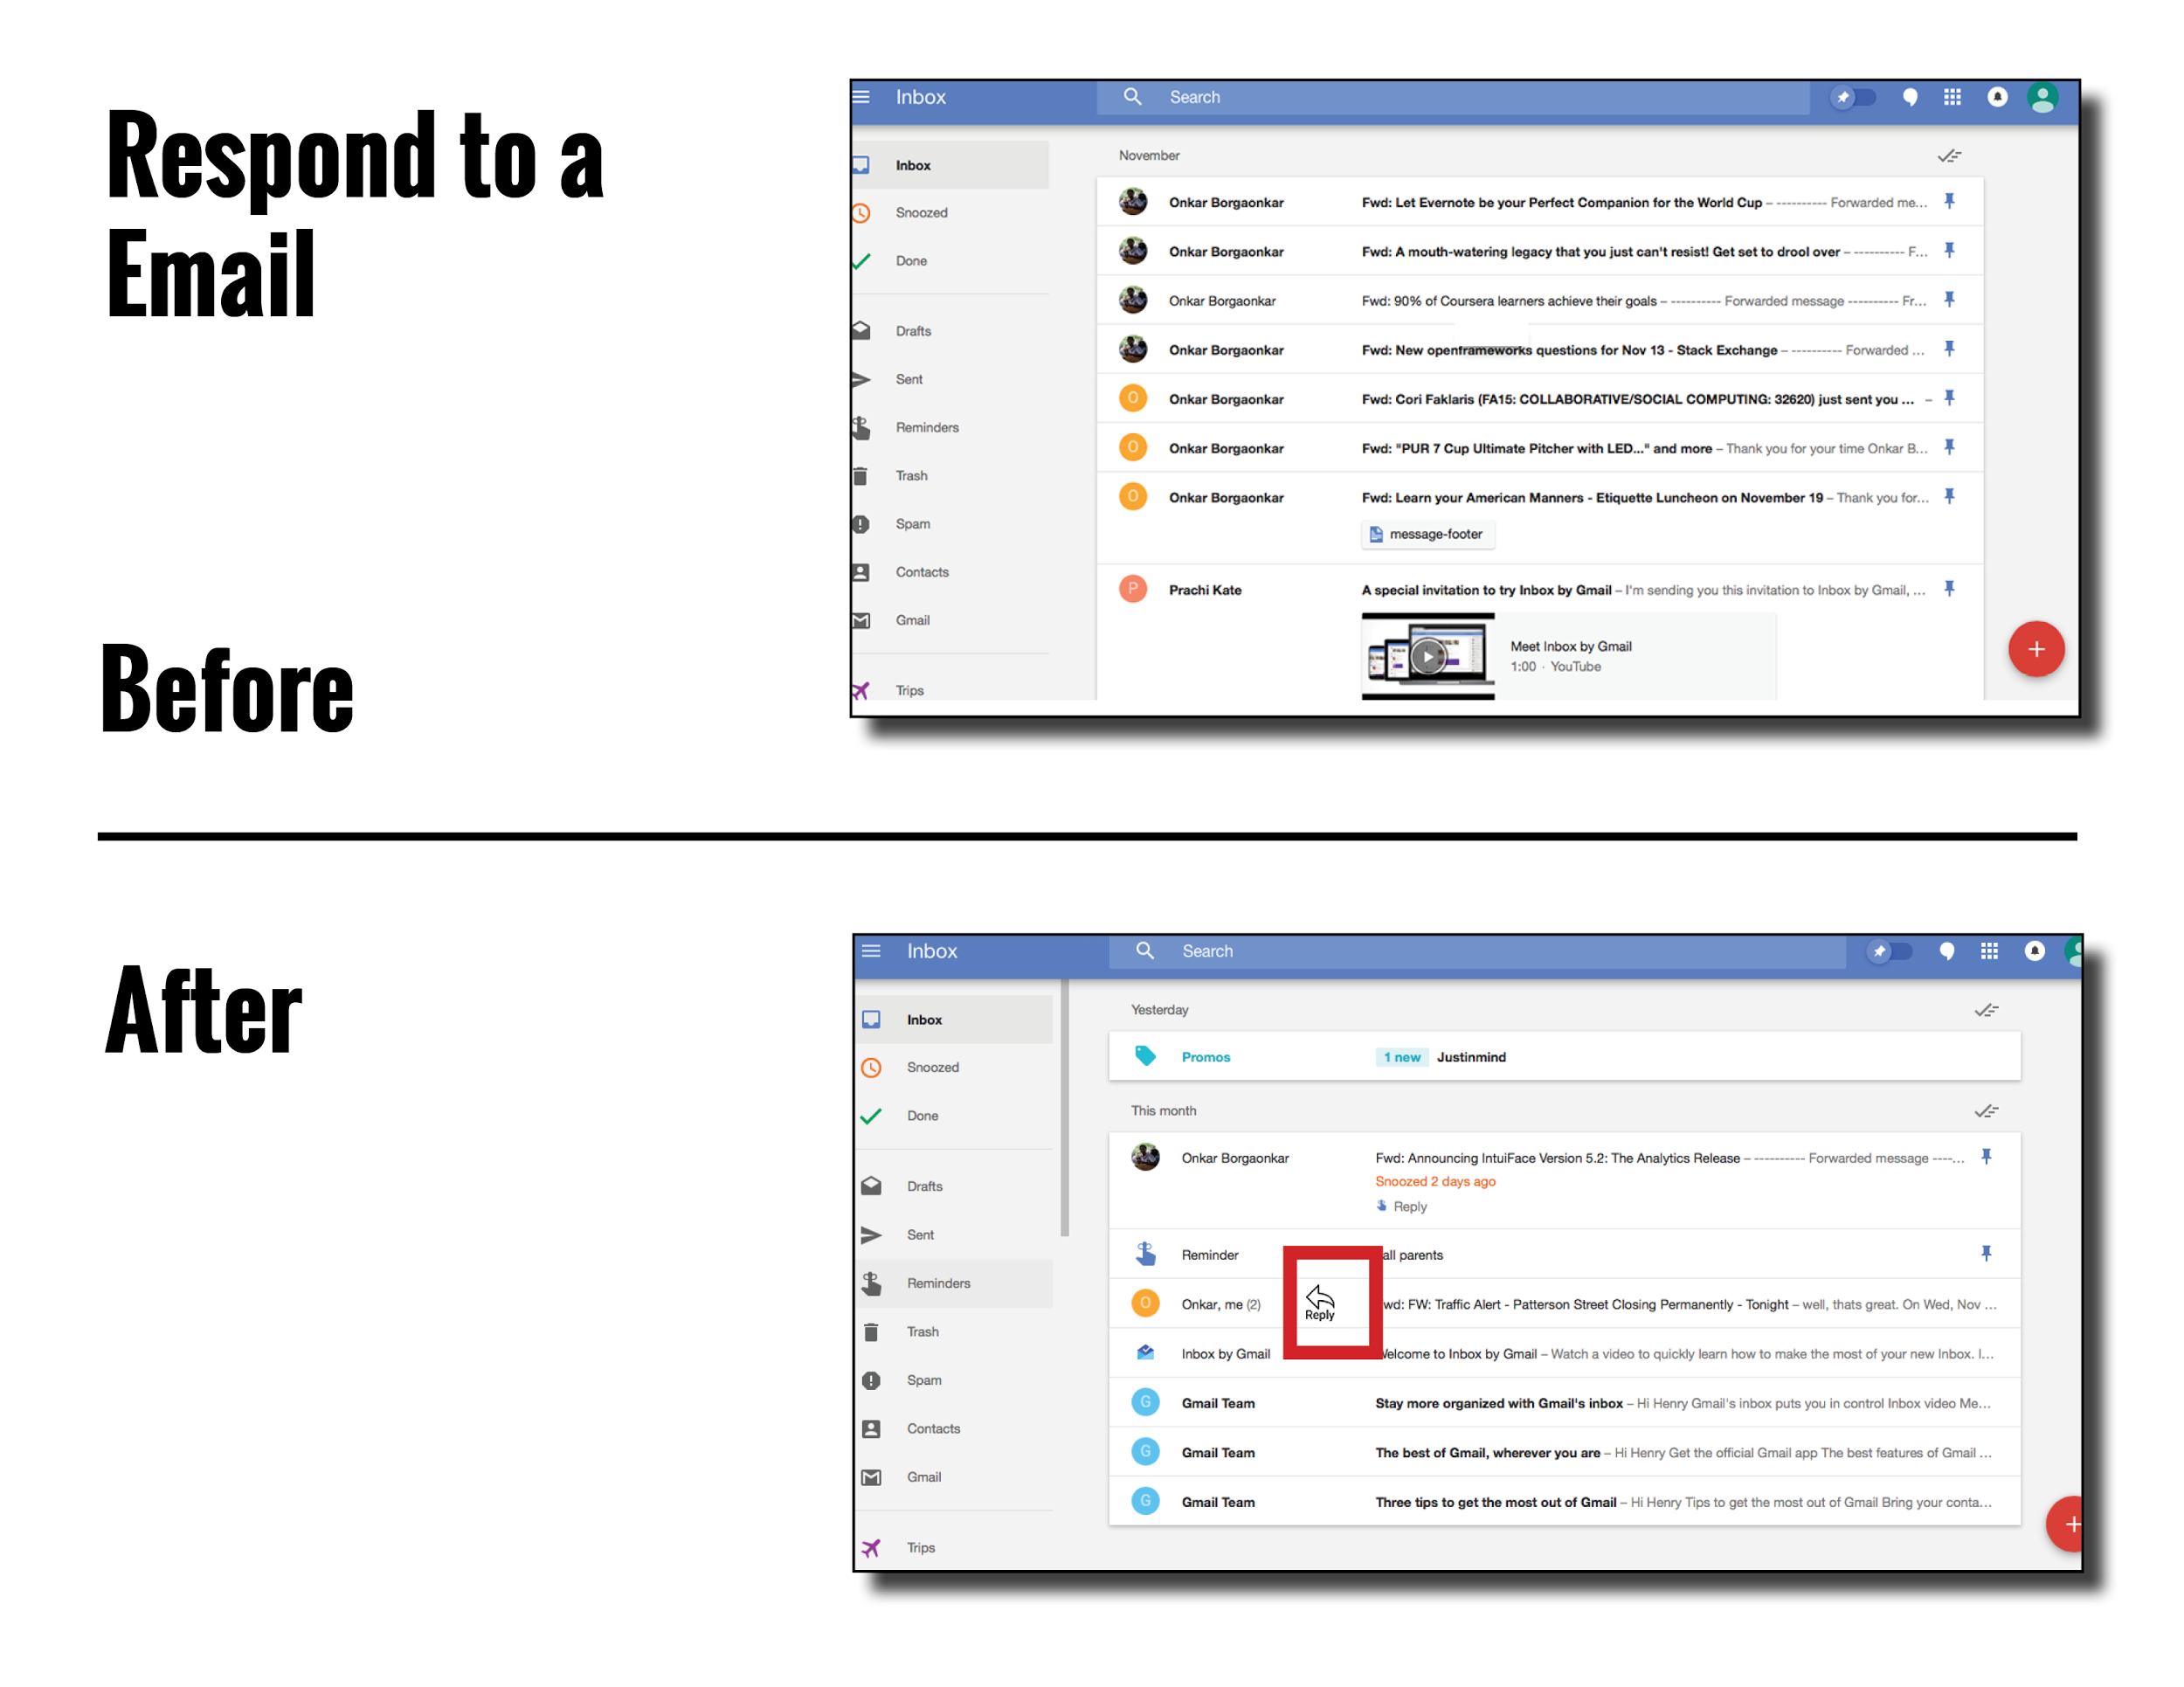 Respond to a
Email
Before
Inbox
Search
Inbox
Snoozed
Done
Drafts
Sent
Reminders
Trash
Spam
Contacts
Gmail
Trips
November
Onkar Borgaonkar Fwd: Let Evernote be your Perfect Companion for the World Cup – ---------- Forwarded me...
Onkar Borgaonkar Fwd: A mouth-watering legacy that you just can't resist! Get set to drool over – ---------- F...
Onkar Borgaonkar Fwd: 90% of Coursera learners achieve their goals – ---------- Forwarded message ---------- Fr...
Onkar Borgaonkar Fwd: New openframeworks questions for Nov 13 - Stack Exchange – ---------- Forwarded ...
O Onkar Borgaonkar Fwd: Cori Faklaris (FA15: COLLABORATIVE/SOCIAL COMPUTING: 32620) just sent you ... –
O Onkar Borgaonkar Fwd: "PUR 7 Cup Ultimate Pitcher with LED..." and more – Thank you for your time Onkar B...
O Onkar Borgaonkar Fwd: Learn your American Manners - Etiquette Luncheon on November 19 – Thank you for...
message-footer
P Prachi Kate A special invitation to try Inbox by Gmail – I'm sending you this invitation to Inbox by Gmail, ...
Meet Inbox by Gmail
1:00 · YouTube
After
Inbox
Search
Inbox
Snoozed
Done
Drafts
Sent
Reminders
Trash
Spam
Contacts
Gmail
Trips
Yesterday
Promos 1 new Justinmind
This month
Onkar Borgaonkar Fwd: Announcing IntuiFace Version 5.2: The Analytics Release – ---------- Forwarded message ----...
Snoozed 2 days ago
Reply
Reminder all parents
O Onkar, me (2) wd: FW: Traffic Alert - Patterson Street Closing Permanently - Tonight – well, thats great. On Wed, Nov ...
Reply
Inbox by Gmail Welcome to Inbox by Gmail – Watch a video to quickly learn how to make the most of your new Inbox. I...
G Gmail Team Stay more organized with Gmail's inbox – Hi Henry Gmail's inbox puts you in control Inbox video Me...
G Gmail Team The best of Gmail, wherever you are – Hi Henry Get the official Gmail app The best features of Gmail ...
G Gmail Team Three tips to get the most out of Gmail – Hi Henry Tips to get the most out of Gmail Bring your conta...